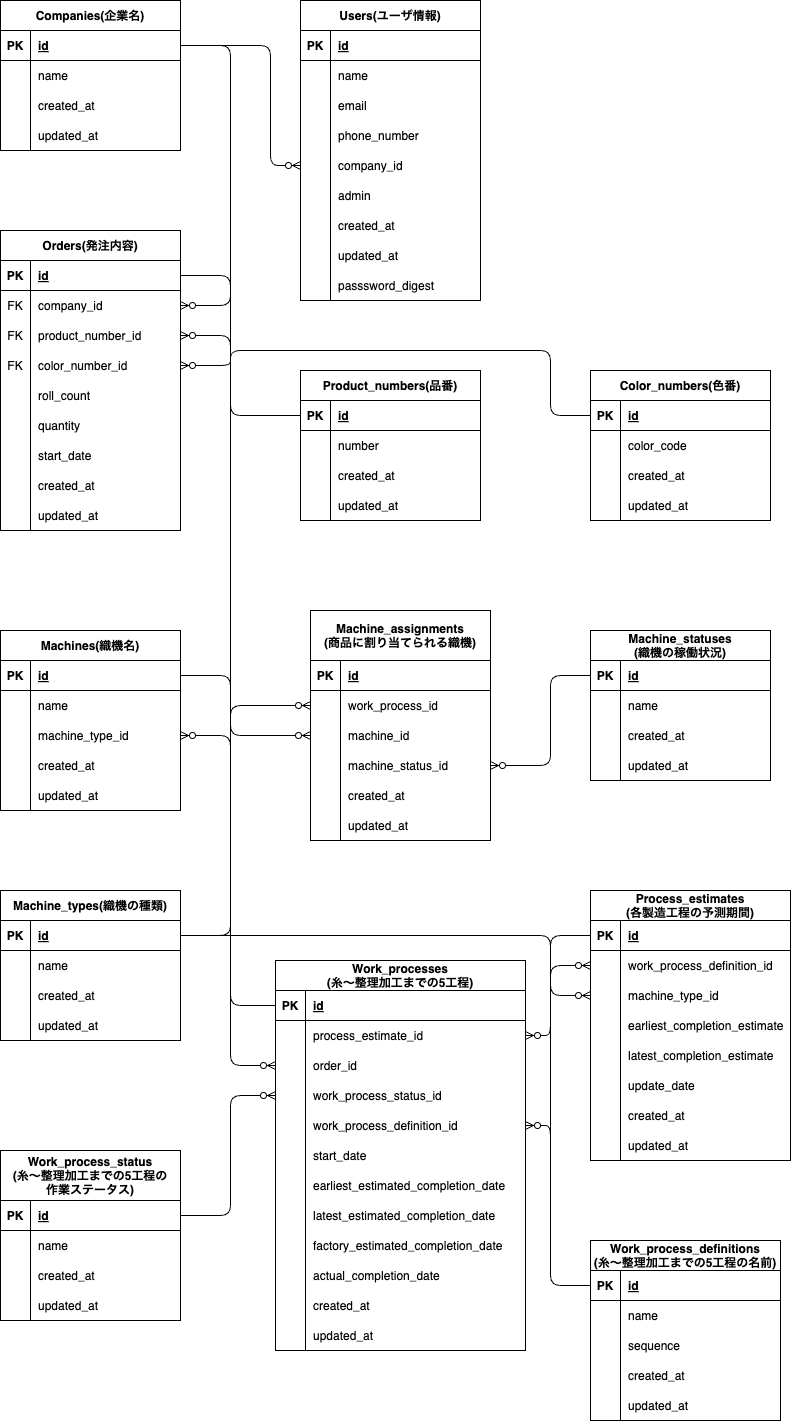 Companies(企業名)
PK id
name
created_at
updated_at
Users(ユーザ情報)
PK id
name
email
phone_number
company_id
admin
created_at
updated_at
passsword_digest
Orders(発注内容)
PK id
FK company_id
FK product_number_id
FK color_number_id
roll_count
quantity
start_date
created_at
updated_at
Product_numbers(品番)
PK id
number
created_at
updated_at
Color_numbers(色番)
PK id
color_code
created_at
updated_at
Machines(織機名)
PK id
name
machine_type_id
created_at
updated_at
Machine_assignments
(商品に割り当てられる織機)
PK id
work_process_id
machine_id
machine_status_id
created_at
updated_at
Machine_statuses
(織機の稼働状況)
PK id
name
created_at
updated_at
Machine_types(織機の種類)
PK id
name
created_at
updated_at
Work_processes
(糸〜整理加工までの5工程)
PK id
process_estimate_id
order_id
work_process_status_id
work_process_definition_id
start_date
earliest_estimated_completion_date
latest_estimated_completion_date
factory_estimated_completion_date
actual_completion_date
created_at
updated_at
Process_estimates
(各製造工程の予測期間)
PK id
work_process_definition_id
machine_type_id
earliest_completion_estimate
latest_completion_estimate
update_date
created_at
updated_at
Work_process_status
(糸〜整理加工までの5工程の
作業ステータス)
PK id
name
created_at
updated_at
Work_process_definitions
(糸〜整理加工までの5工程の名前)
PK id
name
sequence
created_at
updated_at